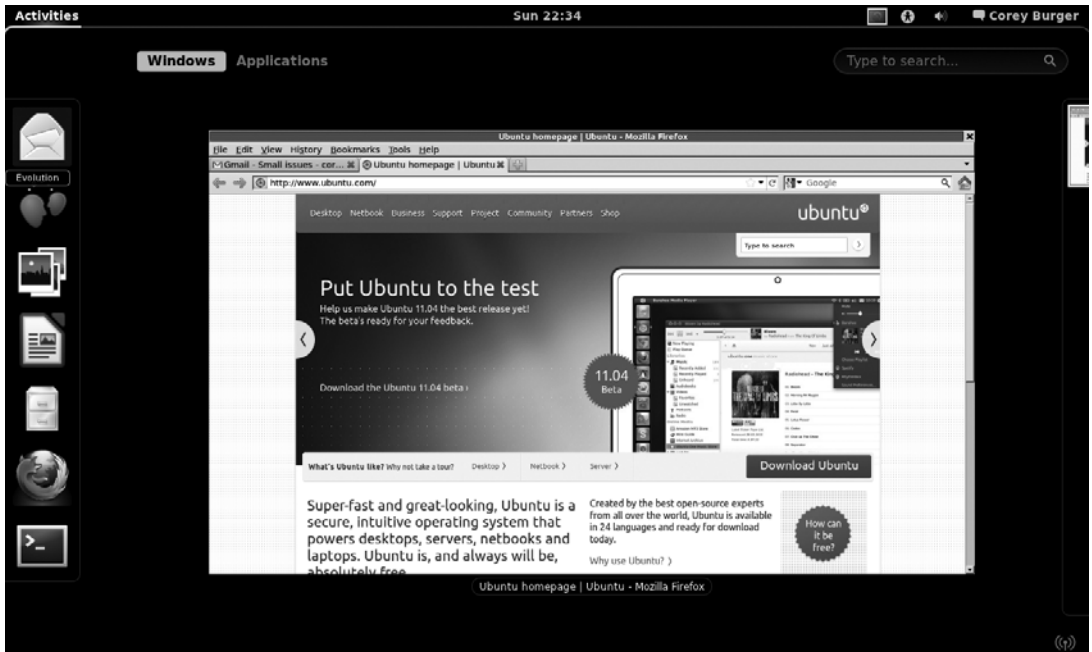 Activities
Sun 22:34
Corey Burger
Windows
Applications
Type to search...
Evolution
Ubuntu homepage | Ubuntu - Mozilla Firefox
File Edit View History Bookmarks Tools Help
Gmail - Small issues - cor...
Ubuntu homepage | Ubuntu
http://www.ubuntu.com/
Google
Desktop Netbook Business Support Project Community Partners Shop
ubuntu
Type to search
Put Ubuntu to the test
Help us make Ubuntu 11.04 the best release yet!
The beta's ready for your feedback.
11.04
Beta
Download the Ubuntu 11.04 beta ›
What's Ubuntu like? Why not take a tour?
Desktop ›
Netbook ›
Server ›
Download Ubuntu
Super-fast and great-looking, Ubuntu is a
secure, intuitive operating system that
powers desktops, servers, netbooks and
laptops. Ubuntu is, and always will be,
absolutely free
Created by the best open-source experts
from all over the world, Ubuntu is available
in 24 languages and ready for download
today.
Why use Ubuntu? ›
How can
it be
free?
Ubuntu homepage | Ubuntu - Mozilla Firefox